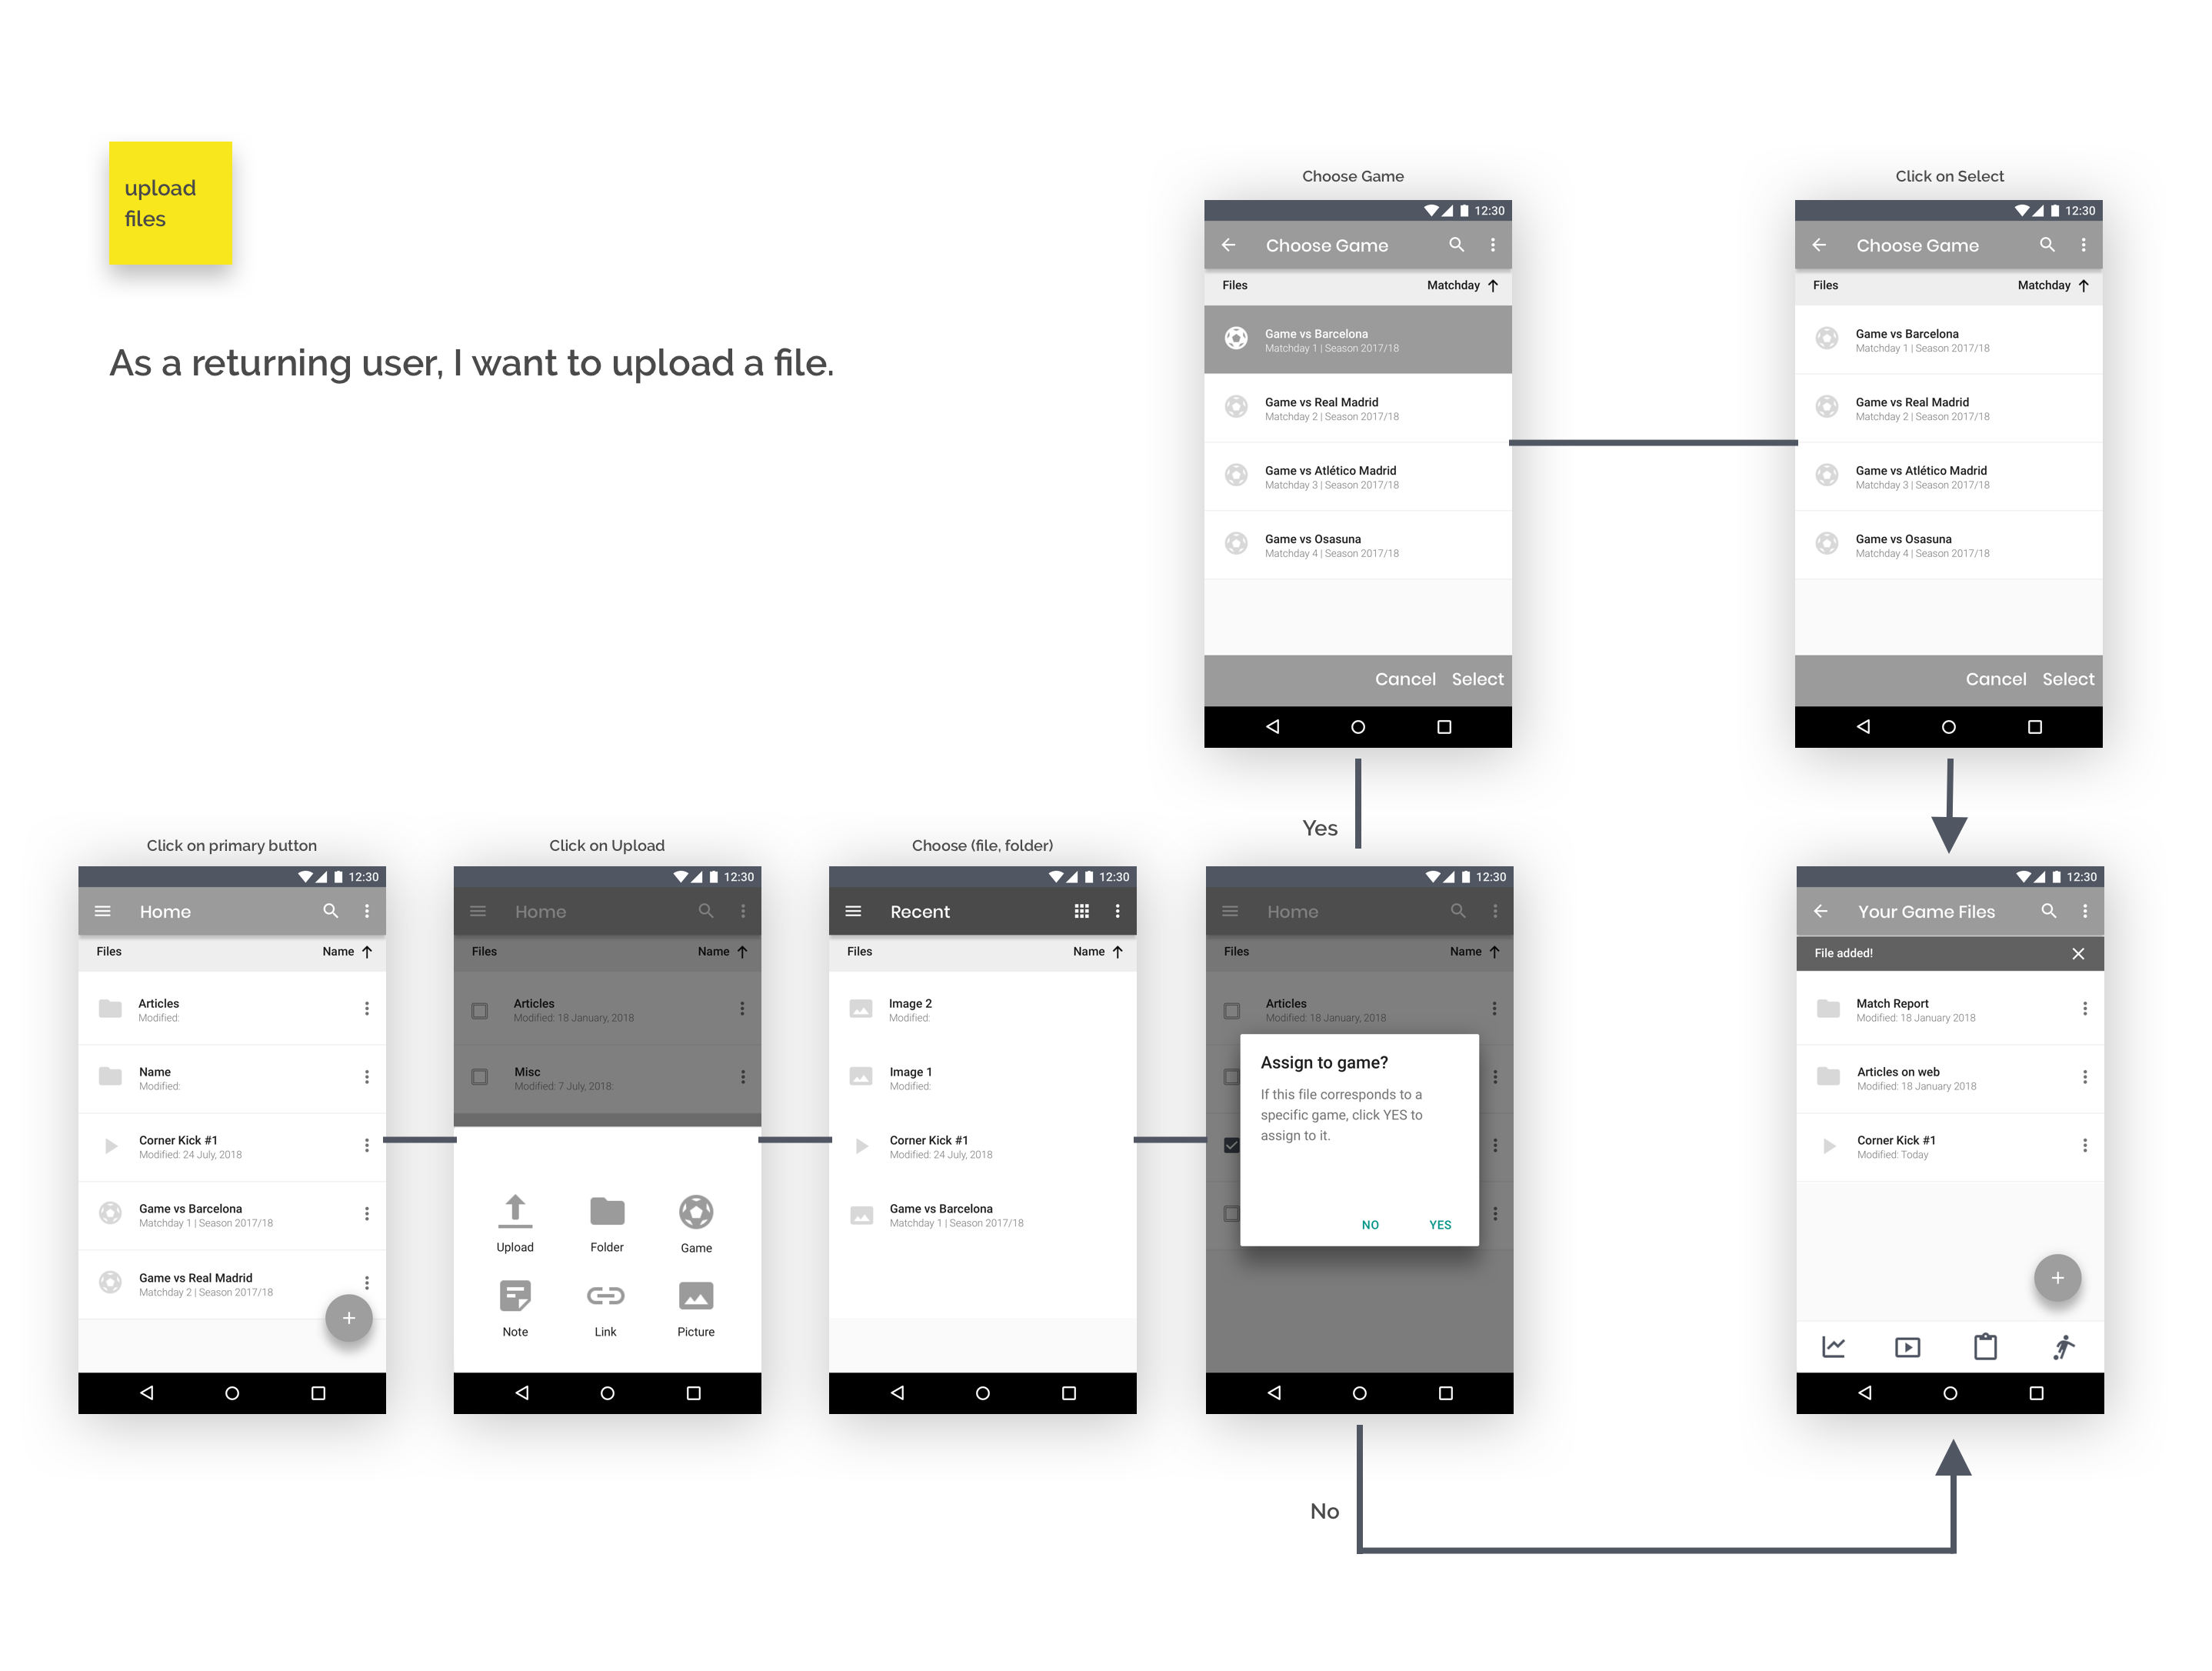 upload
files
As a returning user, I want to upload a file.
Choose Game
12:30
Choose Game
Files Matchday
Game vs Barcelona
Matchday 1 | Season 2017/18
Game vs Real Madrid
Matchday 2 | Season 2017/18
Game vs Atlético Madrid
Matchday 3 | Season 2017/18
Game vs Osasuna
Matchday 4 | Season 2017/18
Cancel Select
Click on Select
12:30
Choose Game
Files Matchday
Game vs Barcelona
Matchday 1 | Season 2017/18
Game vs Real Madrid
Matchday 2 | Season 2017/18
Game vs Atlético Madrid
Matchday 3 | Season 2017/18
Game vs Osasuna
Matchday 4 | Season 2017/18
Cancel Select
Yes
Click on primary button
12:30
Home
Files Name
Articles
Modified:
Name
Modified:
Corner Kick #1
Modified: 24 July, 2018
Game vs Barcelona
Matchday 1 | Season 2017/18
Game vs Real Madrid
Matchday 2 | Season 2017/18
Click on Upload
12:30
Home
Files Name
Articles
Modified: 18 January, 2018
Misc
Modified: 7 July, 2018:
Upload Folder Game
Note Link Picture
Choose (file, folder)
12:30
Recent
Files Name
Image 2
Modified:
Image 1
Modified:
Corner Kick #1
Modified: 24 July, 2018
Game vs Barcelona
Matchday 1 | Season 2017/18
12:30
Home
Files Name
Articles
Modified: 18 January, 2018
Assign to game?
If this file corresponds to a
specific game, click YES to
assign to it.
NO YES
12:30
Your Game Files
File added!
Match Report
Modified: 18 January 2018
Articles on web
Modified: 18 January 2018
Corner Kick #1
Modified: Today
No